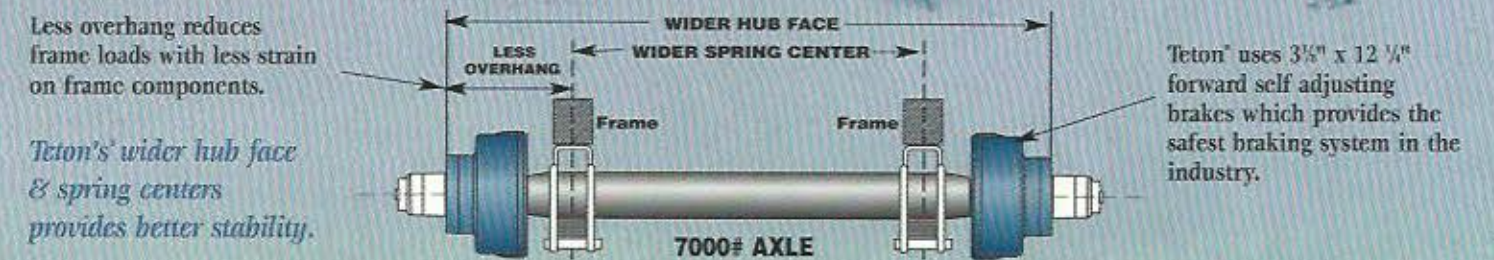 Less overhang reduces
frame loads with less strain
on frame components.
Teton's' wider hub face
& spring centers
provides better stability.
WIDER HUB FACE
WIDER SPRING CENTER
LESS
OVERHANG
Frame
Frame
7000# AXLE
Teton" uses x 12 ¼"
forward self adjusting
brakes which provides the
safest braking system in the
industry.